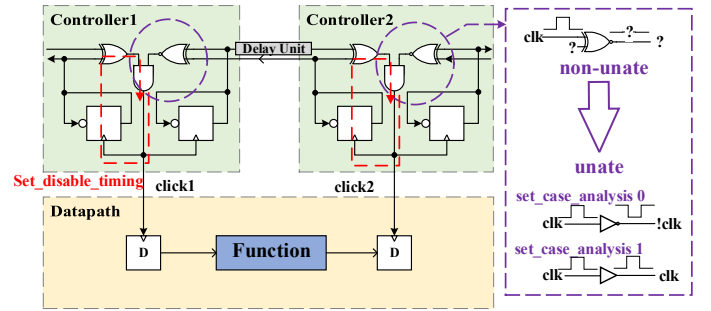 Controller1
Controller2
Delay Unit
Set_disable_timing
click1
click2
Datapath
D
Function
D
clk
?
?
?
non-unate
unate
set_case_analysis 0
clk
!clk
set_case_analysis 1
clk
clk